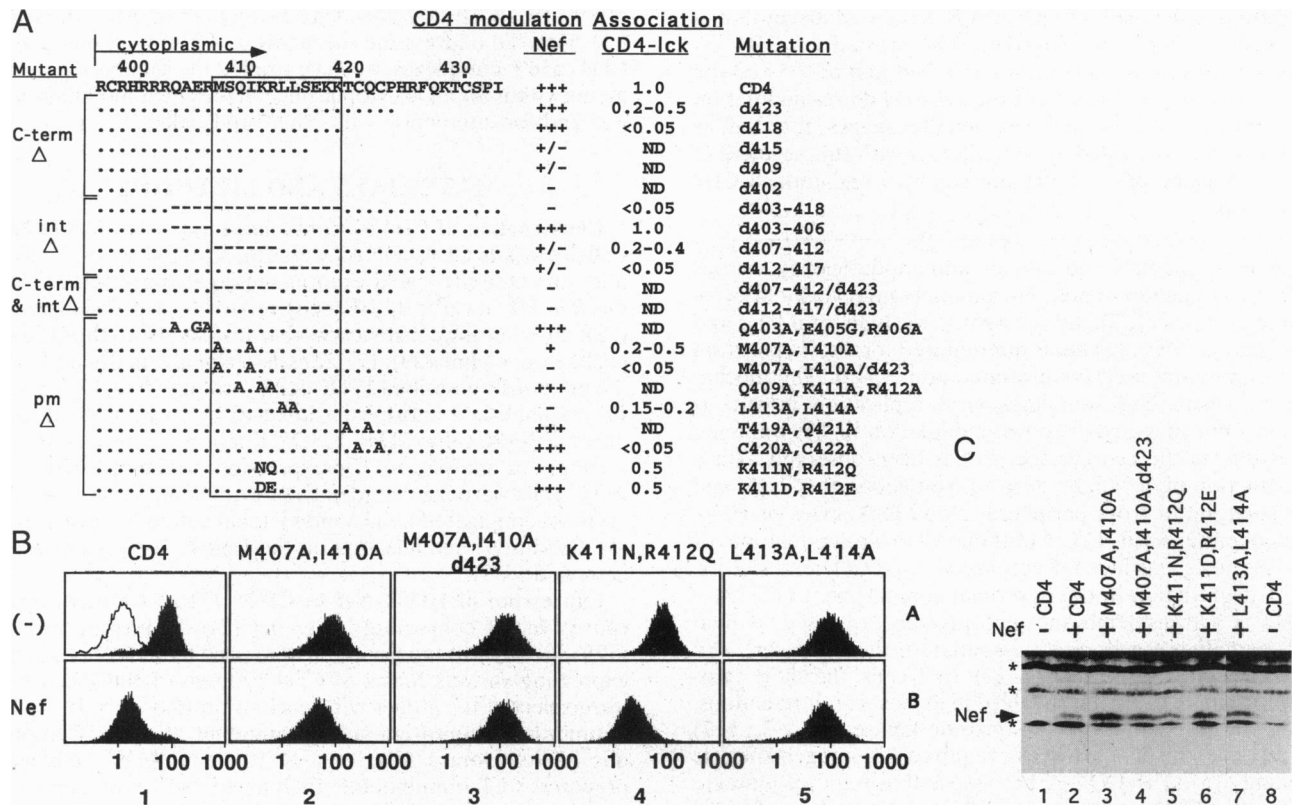 A
CD4 modulation Association
cytoplasmic Nef CD4-lck Mutation
Mutant 400 410 420 430
RCRHRRRQAERMSQIKRLLSEKKTCQCPHRFQKTCSPI +++ 1.0 CD4
C-term Δ
+++ .2-0.5 d423
+++ <0.05 d418
+/- ND d415
+/- ND d409
- ND d402
int Δ
- <0.05 d403-418
+++ 1.0 d403-406
+/- 0.2-0.4 d407-412
+/- <0.05 d412-417
C-term & int Δ
- ND d407-412/d423
- ND d412-417/d423
pm Δ
A.GA +++ ND Q403A,E405G,R406A
A..A + 0.2-0.5 M407A,I410A
A..A - <0.05 M407A,I410A/d423
A.AA +++ ND Q409A,K411A,R412A
AA - 0.15-0.2 L413A,L414A
A.A +++ ND T419A,Q421A
A.A +++ <0.05 C420A,C422A
NQ +++ 0.5 K411N,R412Q
DE +++ 0.5 K411D,R412E
B
CD4 M407A,I410A M407A,I410A d423 K411N,R412Q L413A,L414A
(-) A
Nef B
1 100 1000 1 100 1000 1 100 1000 1 100 1000 1 100 1000
1 2 3 4 5
C
CD4 CD4 M407A,I410A M407A,I410A,d423 K411N,R412Q K411D,R412E L413A,L414A CD4
Nef - + + + + + + -
*
*
Nef
*
1 2 3 4 5 6 7 8